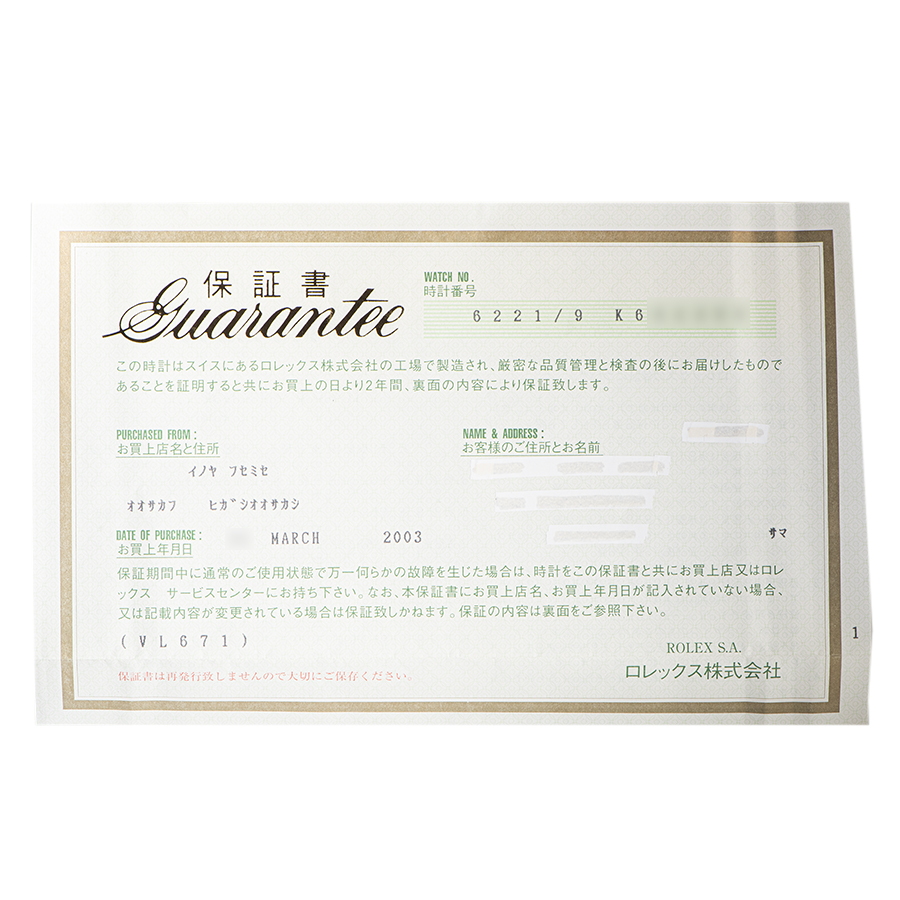 保証書
Guarantee
WATCH NO.
時計番号
6221/9 K6
この時計はスイスにあるロレックス株式会社の工場で製造され、厳密な品質管理と検査の後にお届けしたもので
あることを証明すると共にお買上の日より2年間、裏面の内容により保証致します。
PURCHASED FROM:
お買上店名と住所
イノヤ フセミセ
オオサカフ ヒガシオオサカシ
NAME & ADDRESS:
お客様のご住所とお名前
サマ
DATE OF PURCHASE:
お買上年月日
MARCH 2003
保証期間中に通常のご使用状態で万一何らかの故障を生じた場合は、時計をこの保証書と共にお買上店又はロレ
ックス サービスセンターにお持ち下さい。なお、本保証書にお買上店名、お買上年月日が記入されていない場合、
又は記載内容が変更されている場合は保証致しかねます。保証の内容は裏面をご参照下さい。
(VL671)
ROLEX S.A.
ロレックス株式会社
保証書は再発行致しませんので大切にご保存ください。
1